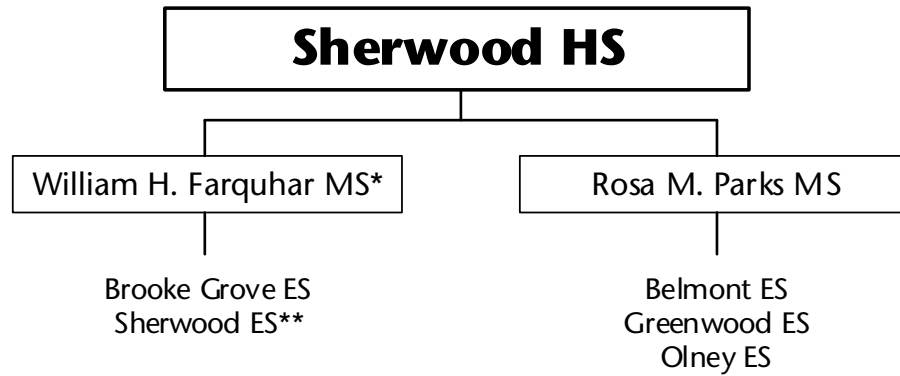 Sherwood HS
William H. Farquhar MS*
Rosa M. Parks MS
Brooke Grove ES
Sherwood ES**
Belmont ES
Greenwood ES
Olney ES